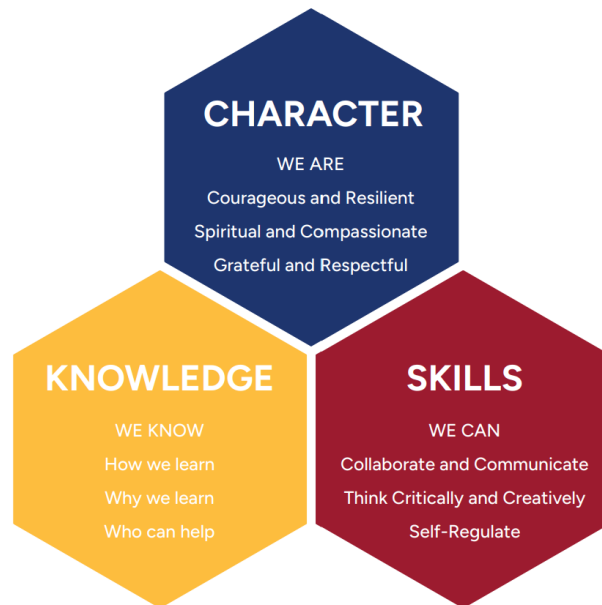 CHARACTER
WE ARE
Courageous and Resilient
Spiritual and Compassionate
Grateful and Respectful
KNOWLEDGE
WE KNOW
How we learn
Why we learn
Who can help
SKILLS
WE CAN
Collaborate and Communicate
Think Critically and Creatively
Self-Regulate